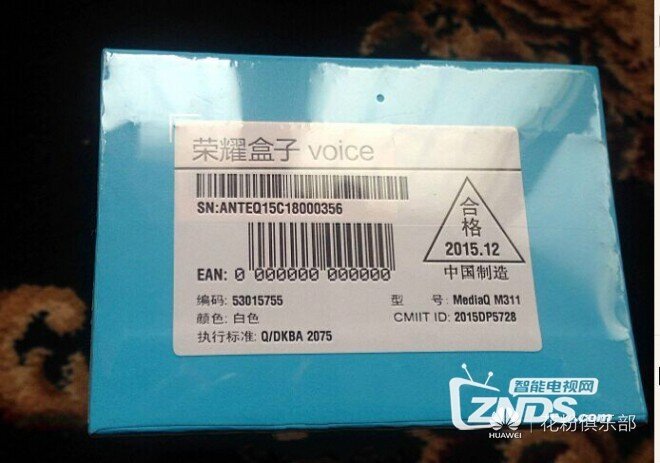 荣耀盒子 voice
SN:ANTEQ15C18000356
合格
2015.12
中国制造
EAN: 0 000000 000000
编码: 53015755
型 号: MediaQ M311
颜色: 白色
CMIIT ID: 2015DP5728
执行标准: Q/DKBA 2075
智能电视网
ZNDS.com
HUAWEI
花粉俱乐部